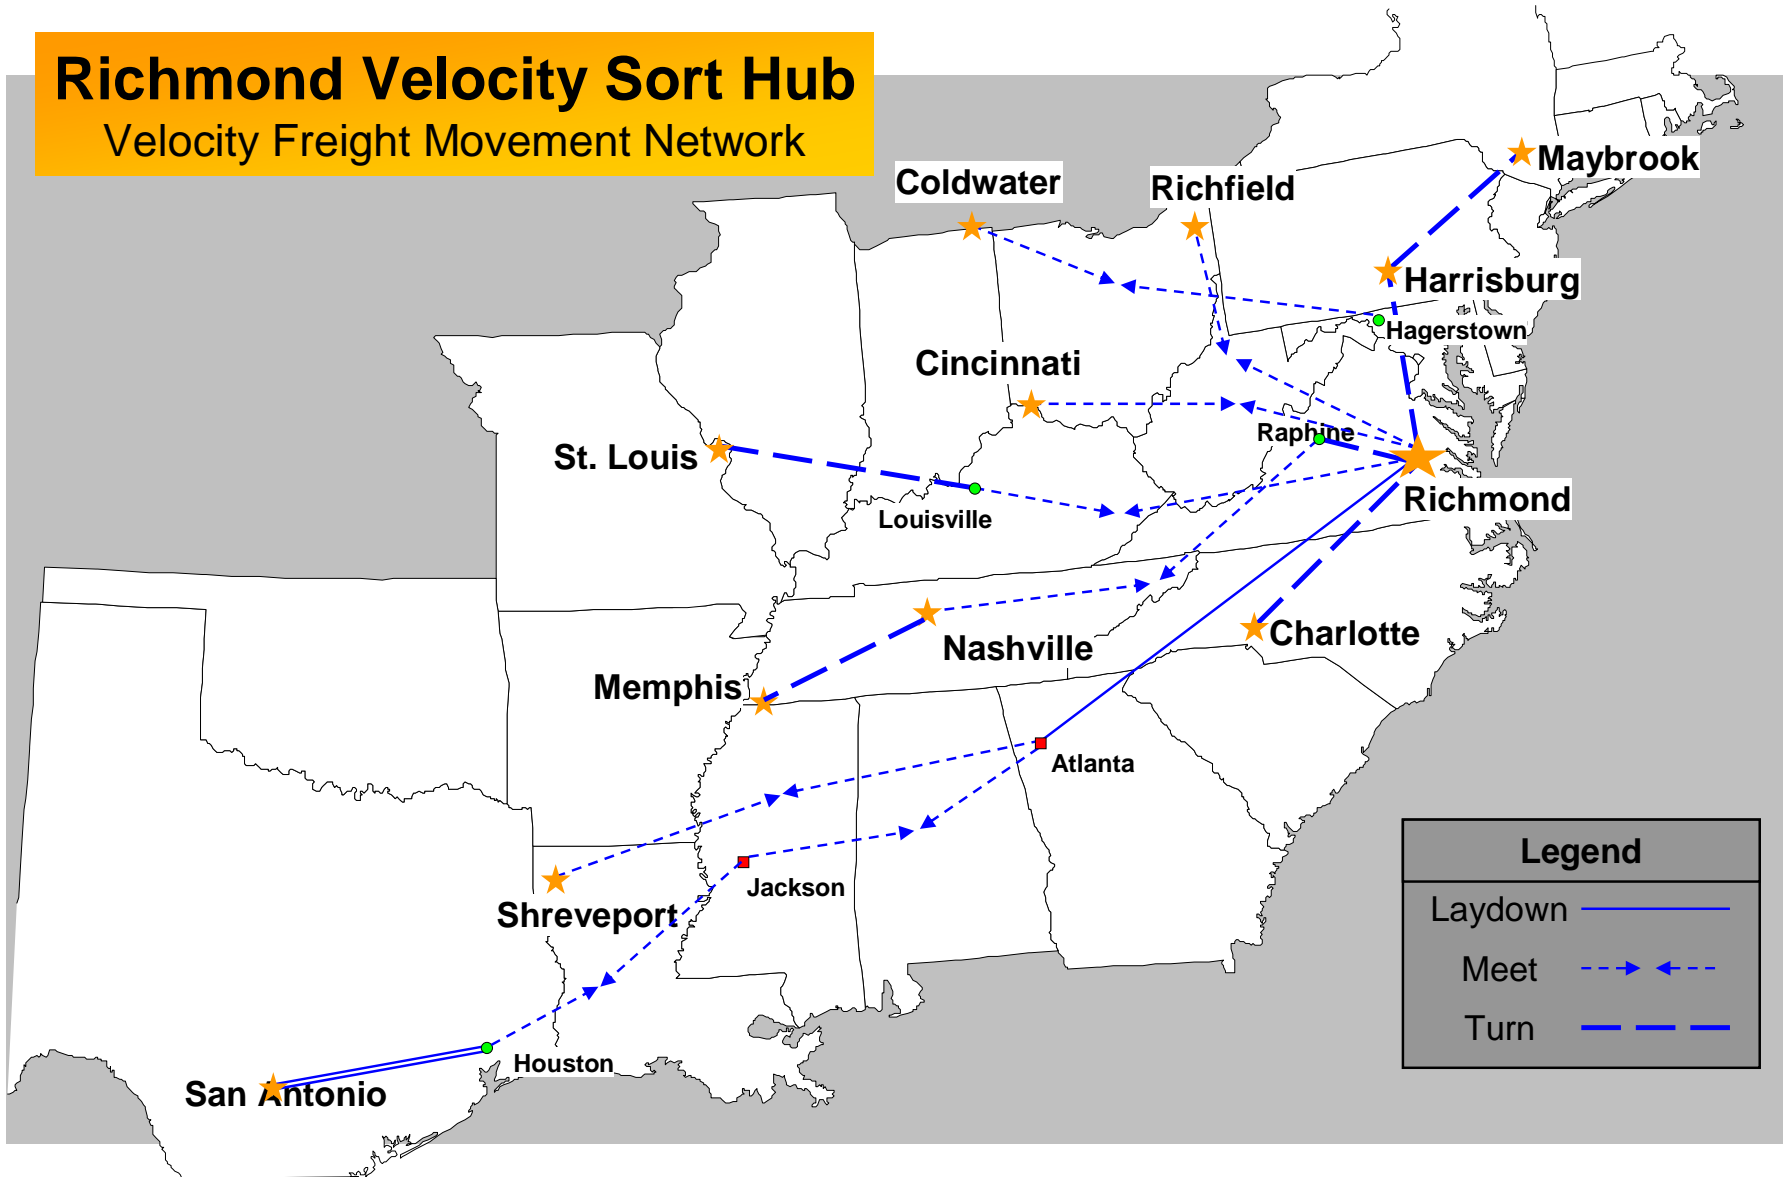 Richmond Velocity Sort Hub
Velocity Freight Movement Network
Maybrook
Coldwater
Richfield
Harrisburg
Hagerstown
Cincinnati
Raphine
St. Louis
Richmond
Louisville
Charlotte
Nashville
Memphis
Atlanta
Jackson
Shreveport
Houston
San Antonio
Legend
Laydown
Meet
Turn